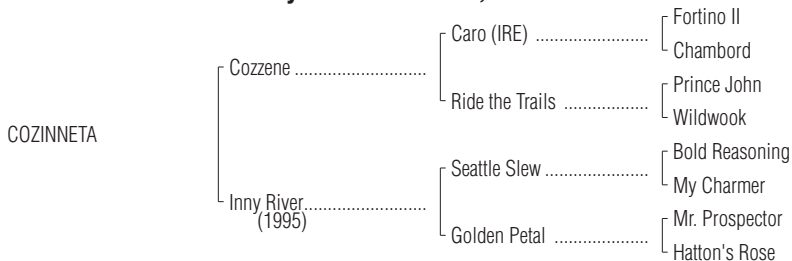 Fortino II
Caro (IRE) ........................
Chambord
Cozzene ............................
Prince John
Ride the Trails ..................
Wildwook
COZINNETA
Bold Reasoning
Seattle Slew ......................
My Charmer
Inny River..........................
(1995)
Mr. Prospector
Golden Petal ....................
Hatton's Rose